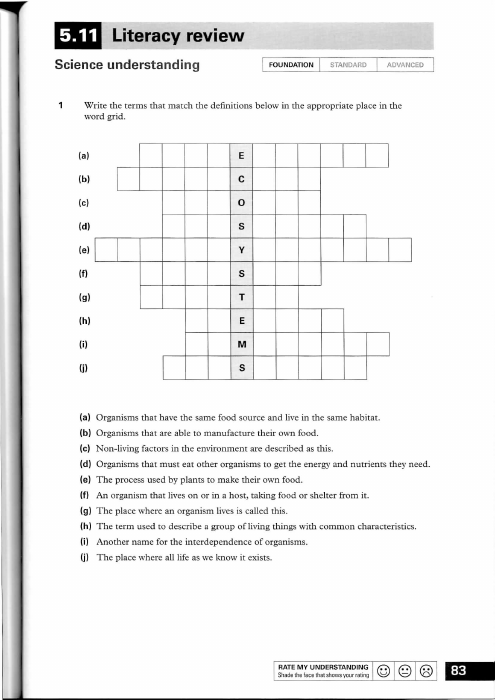 5.11 Literacy review
Science understanding
FOUNDATION STANDARD ADVANCED
1 Write the terms that match the definitions below in the appropriate place in the
word grid.
(a) E
(b) C
(c) O
(d) S
(e) Y
(f) S
(g) T
(h) E
(i) M
(j) S
(a) Organisms that have the same food source and live in the same habitat.
(b) Organisms that are able to manufacture their own food.
(c) Non-living factors in the environment are described as this.
(d) Organisms that must eat other organisms to get the energy and nutrients they need.
(e) The process used by plants to make their own food.
(f) An organism that lives on or in a host, taking food or shelter from it.
(g) The place where an organism lives is called this.
(h) The term used to describe a group of living things with common characteristics.
(i) Another name for the interdependence of organisms.
(j) The place where all life as we know it exists.
RATE MY UNDERSTANDING
Shade the face that shows your rating
83